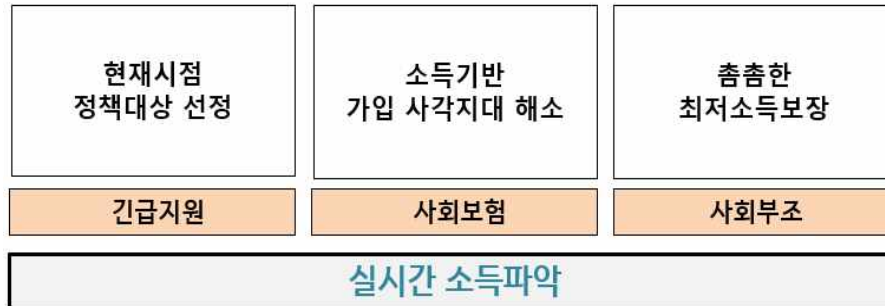 현재시점
정책대상 선정
소득기반
가입 사각지대 해소
촘촘한
최저소득보장
긴급지원
사회보험
사회부조
실시간 소득파악